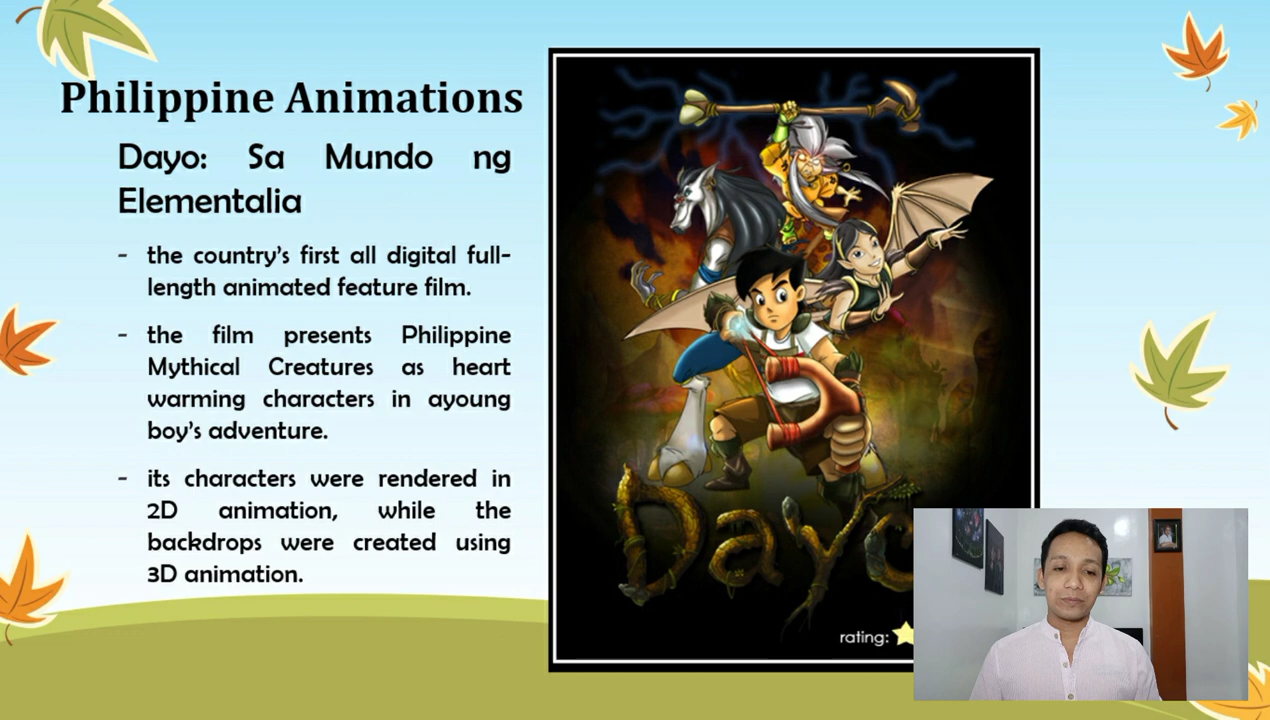 Philippine Animations
Dayo: Sa Mundo ng
Elementalia
- the country's first all digital full-
length animated feature film.
- the film presents Philippine
Mythical Creatures as heart
warming characters in ayoung
boy's adventure.
- its characters were rendered in
2D animation, while the
backdrops were created using
3D animation.
Dayo
rating: